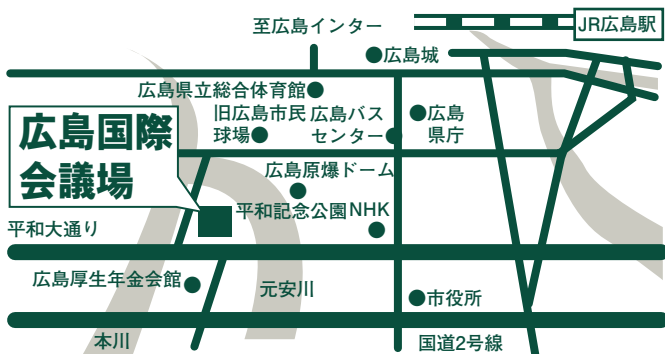 至広島インター
JR広島駅
広島城
広島県立総合体育館
旧広島市民
球場
広島バス
センター
広島
県庁
広島国際
会議場
広島原爆ドーム
平和記念公園
NHK
平和大通り
広島厚生年金会館
元安川
市役所
本川
国道2号線